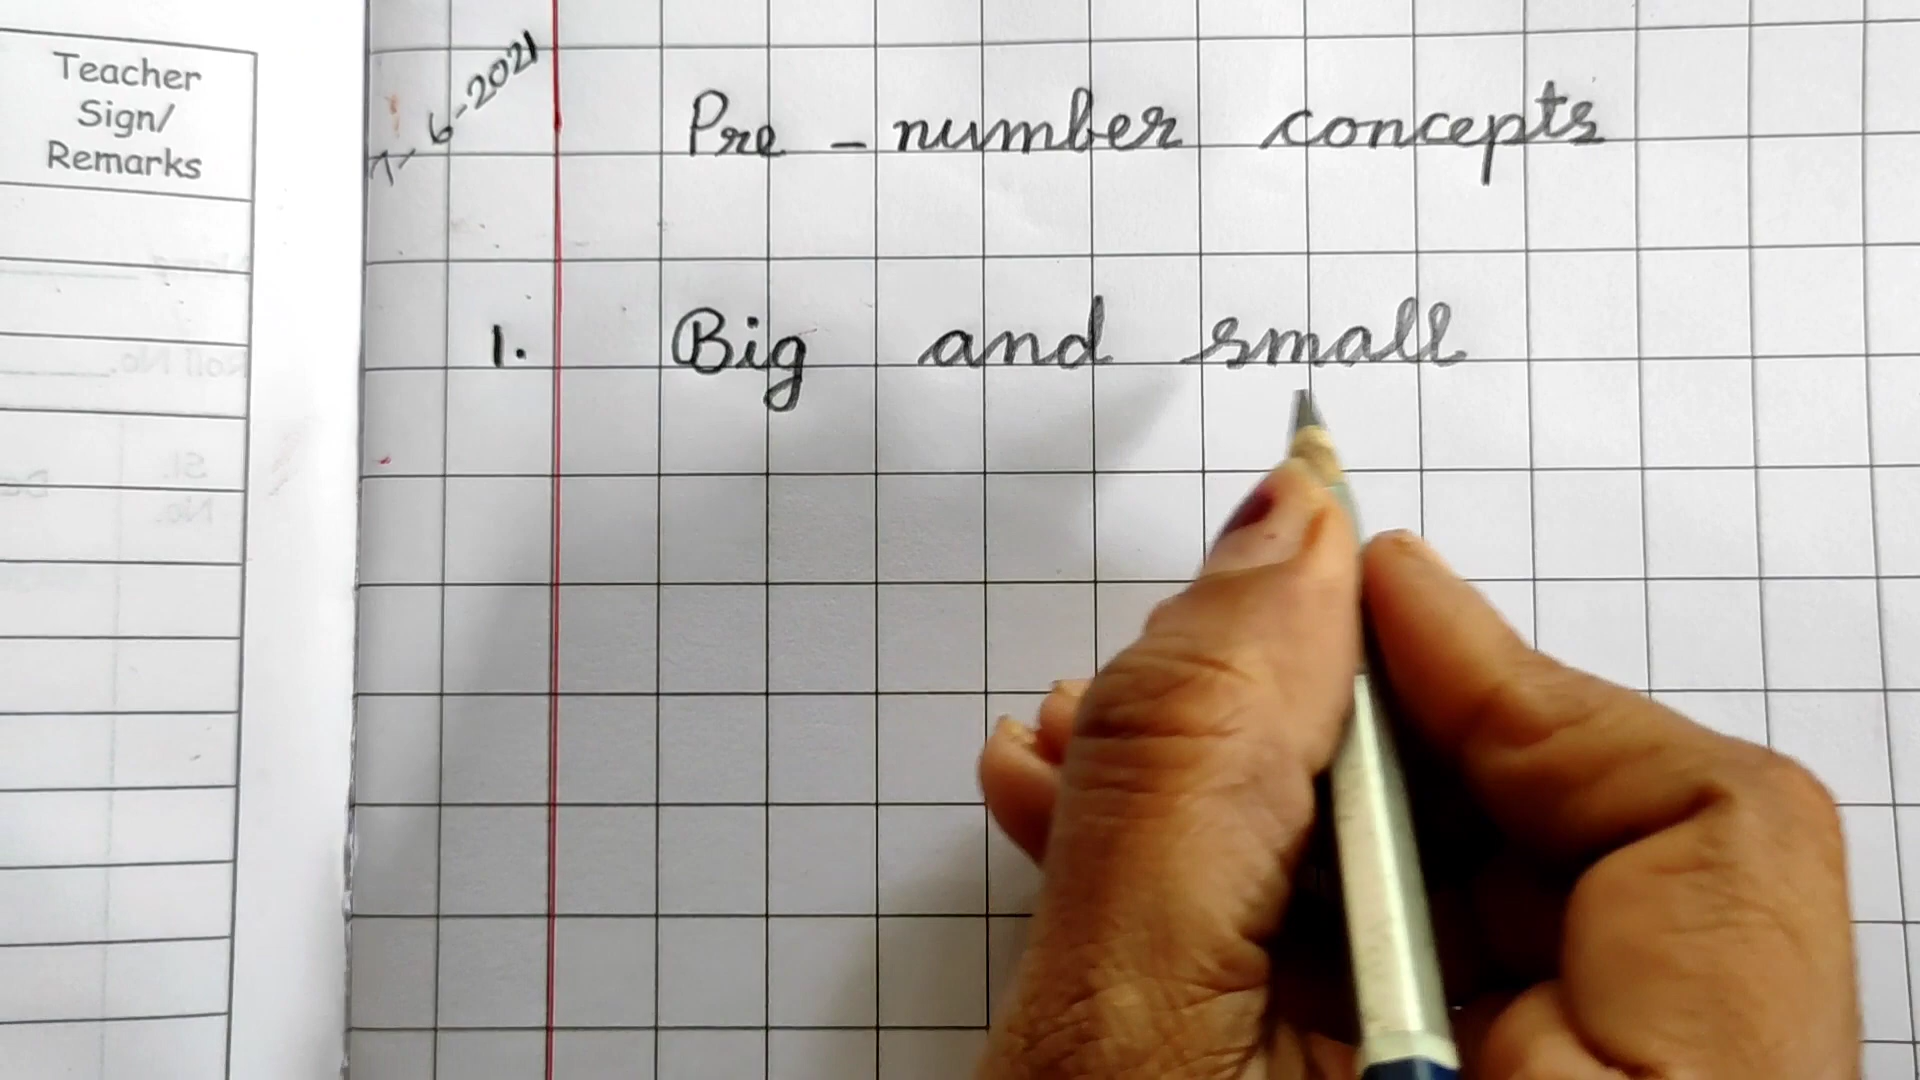 Teacher
Sign/
Remarks
7-6-2021
Pre-number concepts
1. Big and small